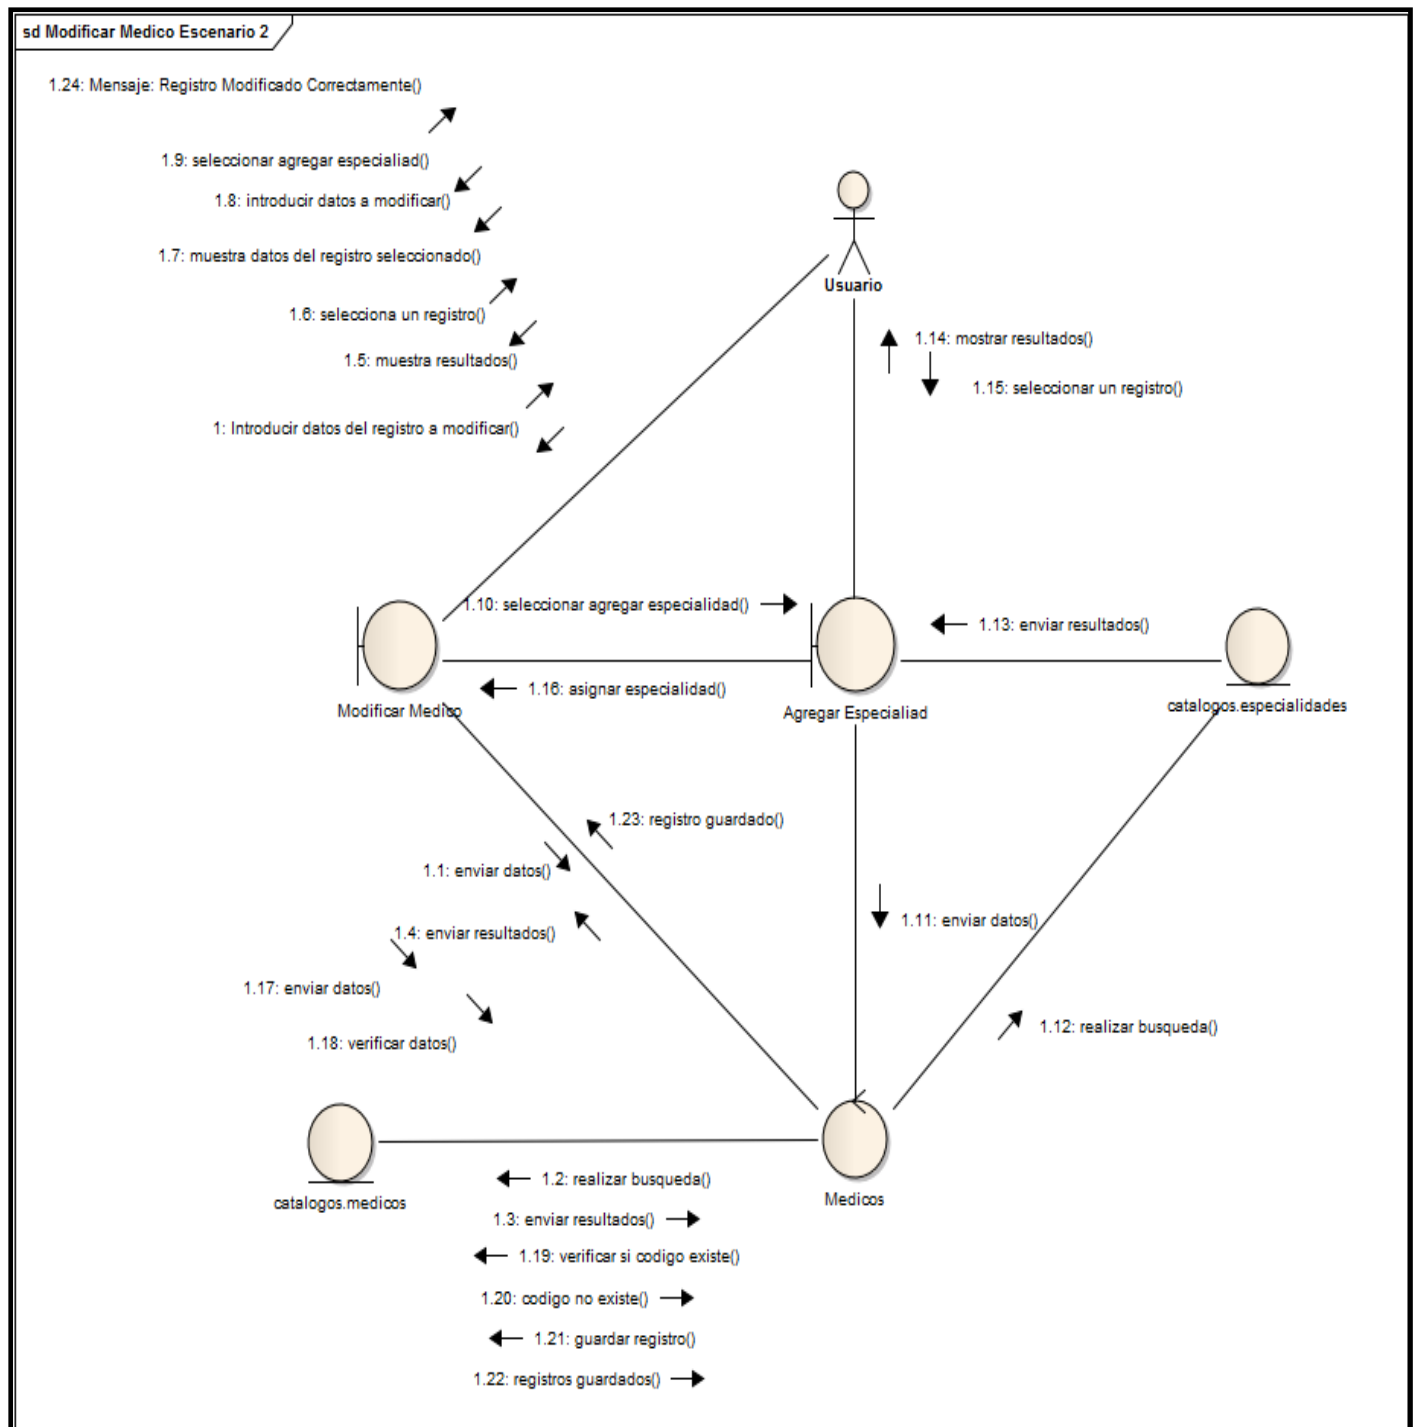 sd Modificar Medico Escenario 2
1.24: Mensaje: Registro Modificado Correctamente()
1.9: seleccionar agregar especialiad()
1.8: introducir datos a modificar()
1.7: muestra datos del registro seleccionado()
1.6: selecciona un registro()
1.5: muestra resultados()
1: Introducir datos del registro a modificar()
Usuario
1.14: mostrar resultados()
1.15: seleccionar un registro()
1.10: seleccionar agregar especialidad()
1.13: enviar resultados()
1.16: asignar especialidad()
Modificar Medico
Agregar Especialiad
catalogos.especialidades
1.23: registro guardado()
1.1: enviar datos()
1.4: enviar resultados()
1.11: enviar datos()
1.17: enviar datos()
1.18: verificar datos()
1.12: realizar busqueda()
catalogos.medicos
Medicos
1.2: realizar busqueda()
1.3: enviar resultados()
1.19: verificar si codigo existe()
1.20: codigo no existe()
1.21: guardar registro()
1.22: registros guardados()